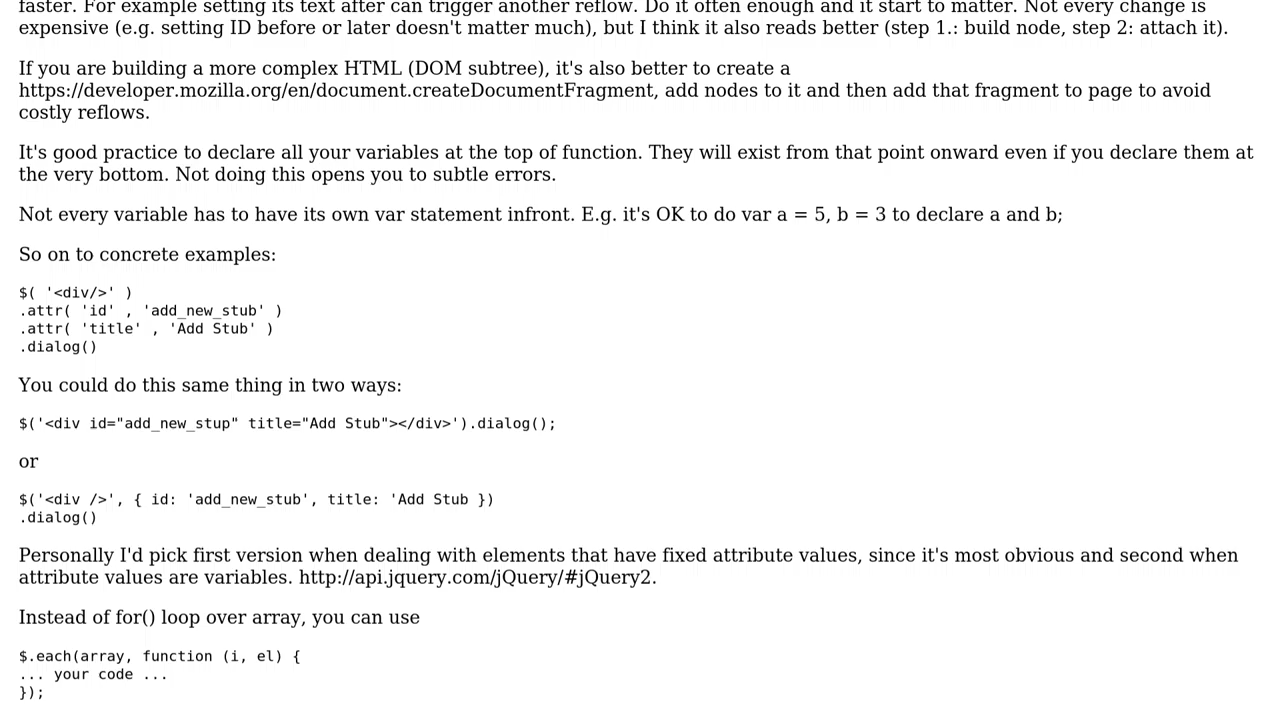 faster. For example setting its text after can trigger another reflow. Do it often enough and it start to matter. Not every change is
expensive (e.g. setting ID before or later doesn't matter much), but I think it also reads better (step 1.: build node, step 2: attach it).
If you are building a more complex HTML (DOM subtree), it's also better to create a
https://developer.mozilla.org/en/document.createDocumentFragment, add nodes to it and then add that fragment to page to avoid
costly reflows.
It's good practice to declare all your variables at the top of function. They will exist from that point onward even if you declare them at
the very bottom. Not doing this opens you to subtle errors.
Not every variable has to have its own var statement infront. E.g. it's OK to do var a = 5, b = 3 to declare a and b;
So on to concrete examples:
$( '<div/>' )
.attr( 'id' , 'add_new_stub' )
.attr( 'title' , 'Add Stub' )
.dialog()
You could do this same thing in two ways:
$('<div id="add_new_stup" title="Add Stub"></div>').dialog();
or
$('<div />', { id: 'add_new_stub', title: 'Add Stub })
.dialog()
Personally I'd pick first version when dealing with elements that have fixed attribute values, since it's most obvious and second when
attribute values are variables. http://api.jquery.com/jQuery/#jQuery2.
Instead of for() loop over array, you can use
$.each(array, function (i, el) {
... your code ...
});